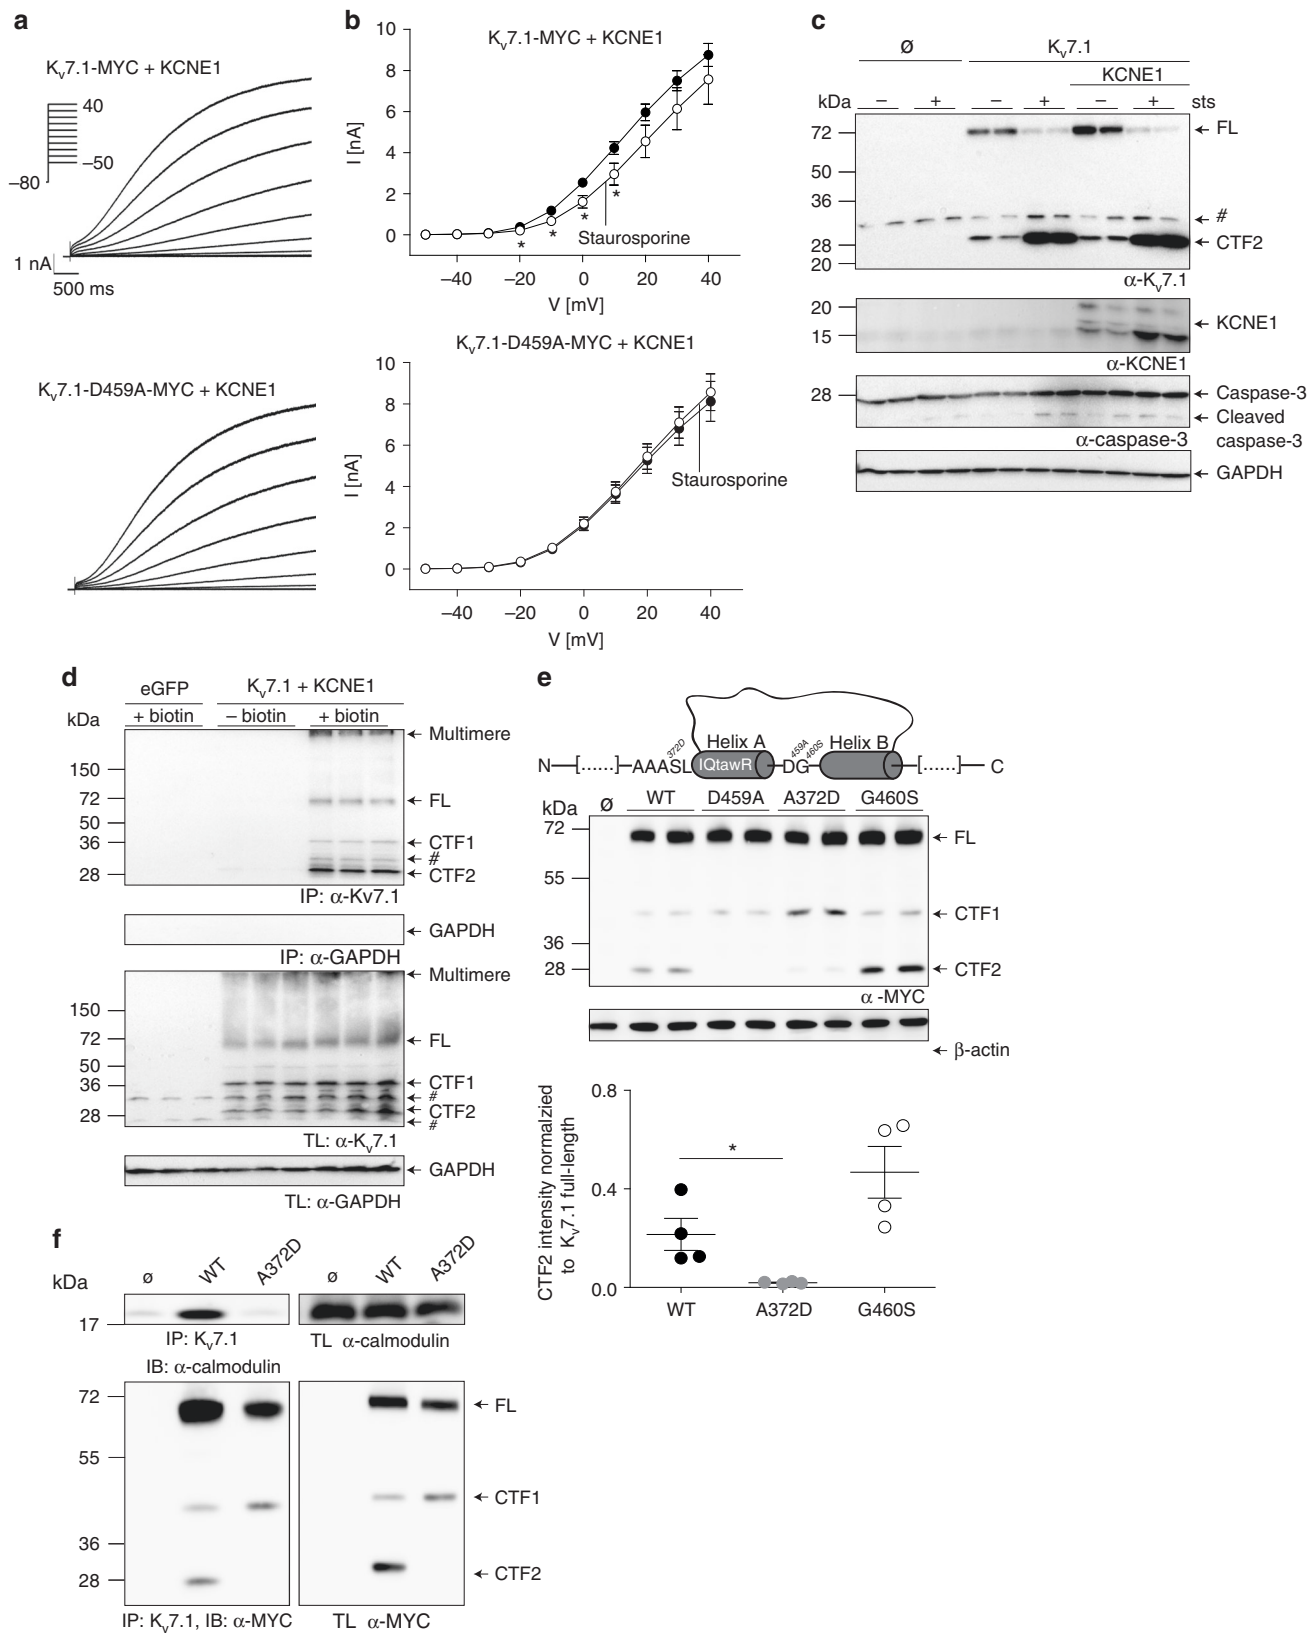 a
Kv7.1-MYC + KCNE1
40
–50
–80
1 nA
500 ms
Kv7.1-D459A-MYC + KCNE1
b
Kv7.1-MYC + KCNE1
10
8
6
4
2
0
I [nA]
* * * *
Staurosporine
–40 –20 0 20 40
V [mV]
Kv7.1-D459A-MYC + KCNE1
10
8
6
4
2
0
I [nA]
Staurosporine
–40 –20 0 20 40
V [mV]
c
Ø Kv7.1
KCNE1
kDa – + – + – + sts
72 FL
50
36
#
28 CTF2
20
α-Kv7.1
20
KCNE1
15
α-KCNE1
28 Caspase-3
Cleaved
caspase-3
α-caspase-3
GAPDH
d
eGFP Kv7.1 + KCNE1
kDa + biotin – biotin + biotin
Multimere
150
72 FL
50
36 CTF1
#
28 CTF2
IP: α-Kv7.1
GAPDH
IP: α-GAPDH
Multimere
150
72 FL
50
36 CTF1
#
28 CTF2
#
TL: α-Kv7.1
GAPDH
TL: α-GAPDH
e
Helix A Helix B
372D 459A 460S
N [......] AAASL IQtawR DG [......] C
kDa Ø WT D459A A372D G460S
72 FL
55
CTF1
36
28 CTF2
α -MYC
β-actin
CTF2 intensity normalzied
to Kv7.1 full-length
0.8
0.4
0.0
*
WT A372D G460S
f
kDa ø WT A372D ø WT A372D
17
IP: Kv7.1 TL α-calmodulin
IB: α-calmodulin
72 FL
55
CTF1
36
28 CTF2
IP: Kv7.1, IB: α-MYC TL α-MYC